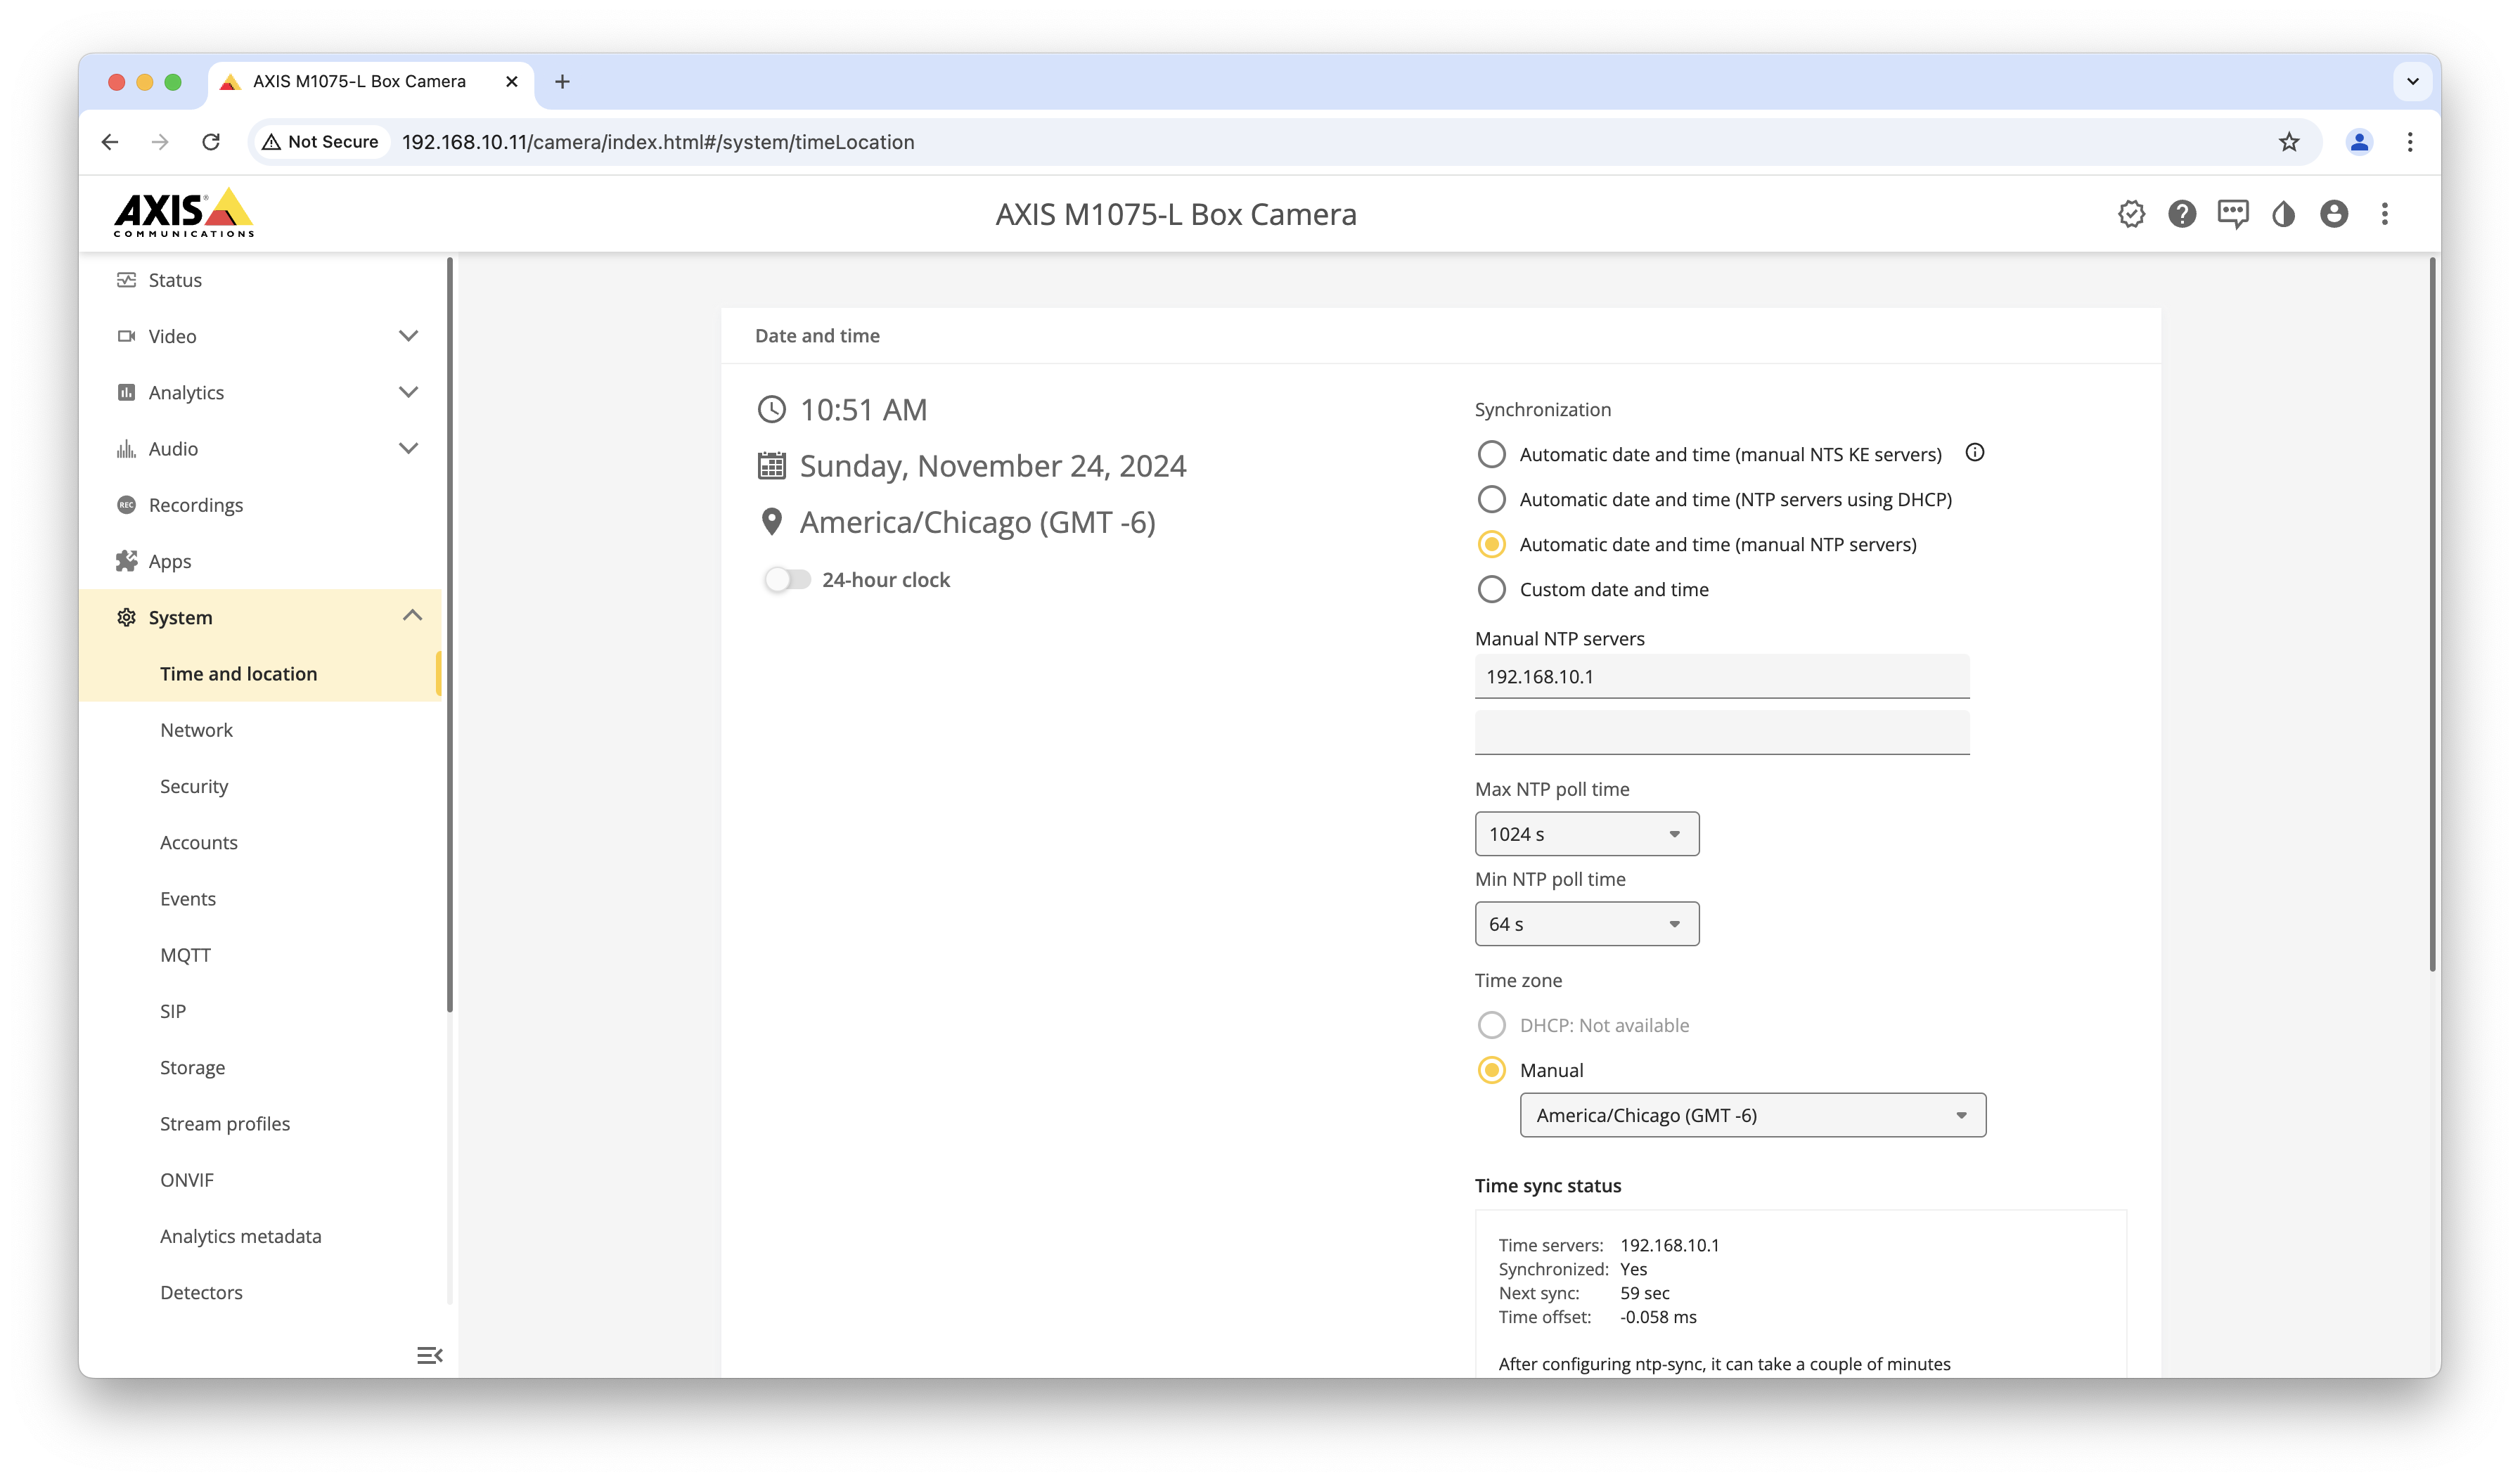 AXIS M1075-L Box Camera
Not Secure 192.168.10.11/camera/index.html#/system/timeLocation
AXIS
COMMUNICATIONS
AXIS M1075-L Box Camera
Status
Video
Analytics
Audio
REC Recordings
Apps
System
Time and location
Network
Security
Accounts
Events
MQTT
SIP
Storage
Stream profiles
ONVIF
Analytics metadata
Detectors
Date and time
10:51 AM
Sunday, November 24, 2024
America/Chicago (GMT -6)
24-hour clock
Synchronization
Automatic date and time (manual NTS KE servers)
Automatic date and time (NTP servers using DHCP)
Automatic date and time (manual NTP servers)
Custom date and time
Manual NTP servers
192.168.10.1
Max NTP poll time
1024 s
Min NTP poll time
64 s
Time zone
DHCP: Not available
Manual
America/Chicago (GMT -6)
Time sync status
Time servers: 192.168.10.1
Synchronized: Yes
Next sync: 59 sec
Time offset: -0.058 ms
After configuring ntp-sync, it can take a couple of minutes